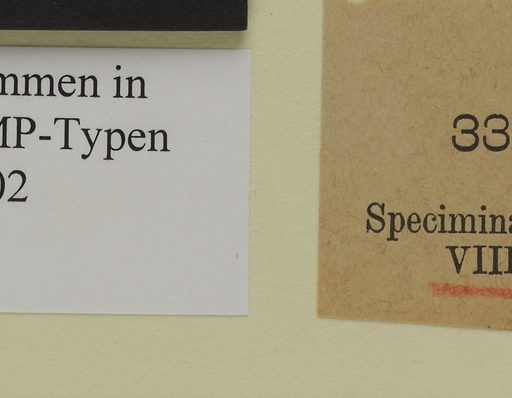 mmen in
MP-Typen
02
33
Specimina
VIII